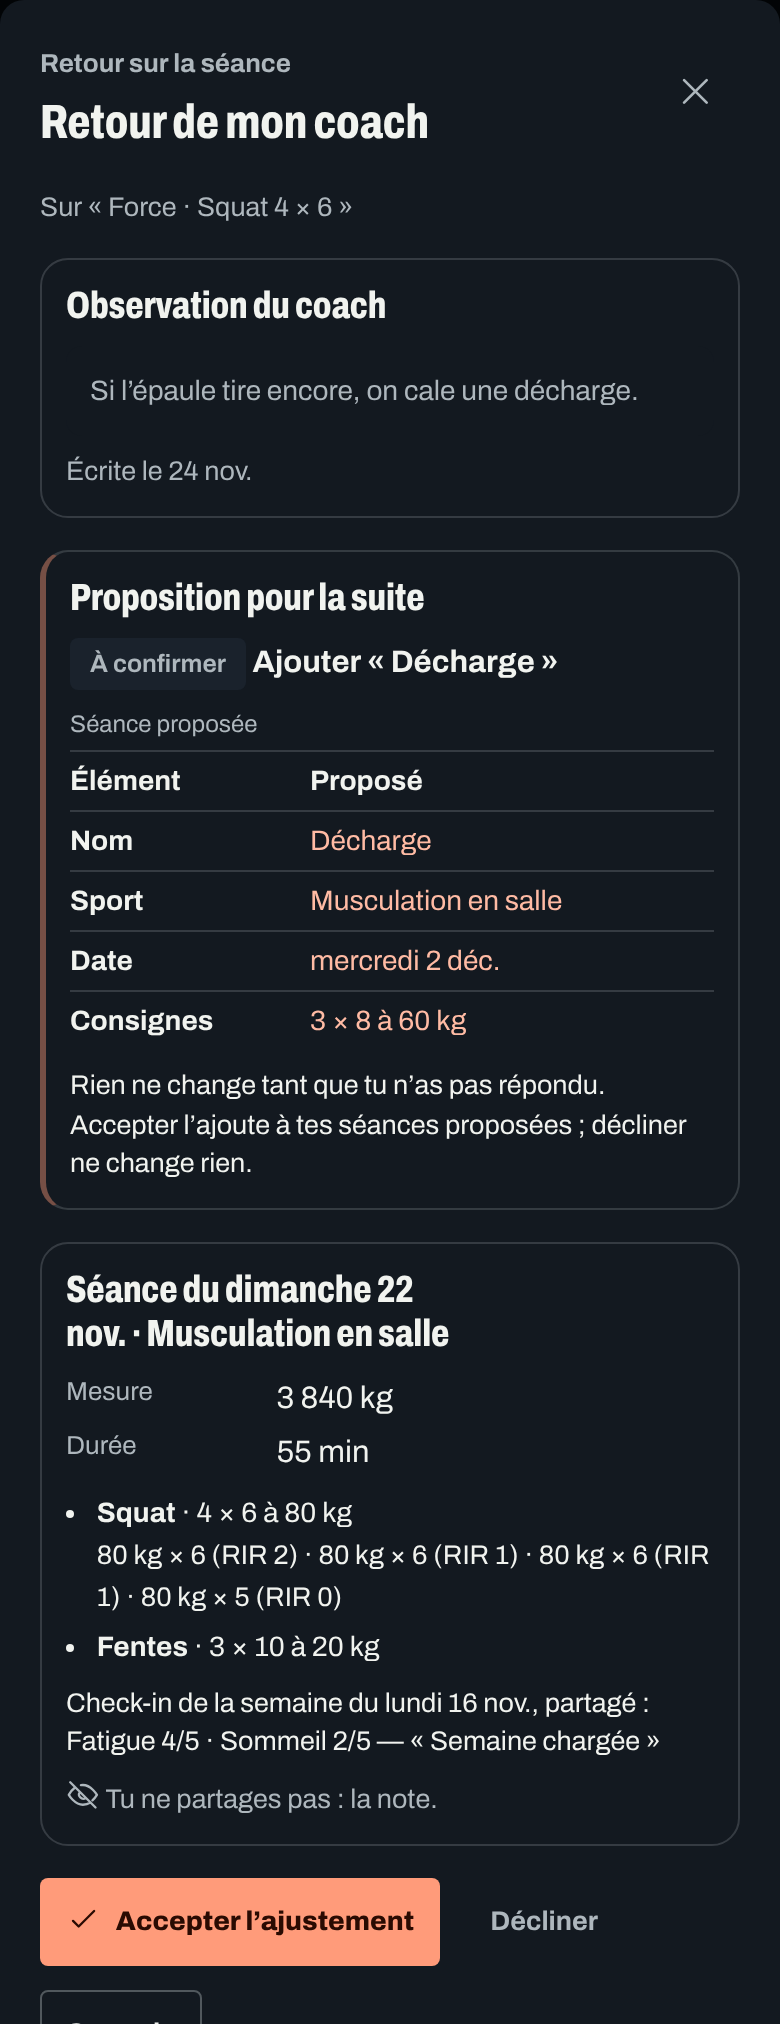 Retour sur la séance
Retour de mon coach
Sur « Force · Squat 4 × 6 »
Observation du coach
Si l’épaule tire encore, on cale une décharge.
Écrite le 24 nov.
Proposition pour la suite
À confirmer Ajouter « Décharge »
Séance proposée
Élément Proposé
Nom Décharge
Sport Musculation en salle
Date mercredi 2 déc.
Consignes 3 × 8 à 60 kg
Rien ne change tant que tu n’as pas répondu.
Accepter l’ajoute à tes séances proposées ; décliner
ne change rien.
Séance du dimanche 22
nov. · Musculation en salle
Mesure 3 840 kg
Durée 55 min
• Squat · 4 × 6 à 80 kg
80 kg × 6 (RIR 2) · 80 kg × 6 (RIR 1) · 80 kg × 6 (RIR
1) · 80 kg × 5 (RIR 0)
• Fentes · 3 × 10 à 20 kg
Check-in de la semaine du lundi 16 nov., partagé :
Fatigue 4/5 · Sommeil 2/5 — « Semaine chargée »
Tu ne partages pas : la note.
Accepter l’ajustement Décliner